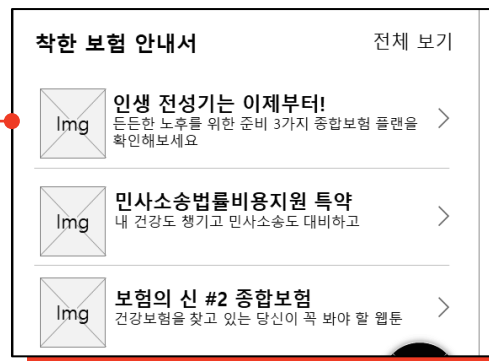 착한 보험 안내서
전체 보기
Img
인생 전성기는 이제부터!
든든한 노후를 위한 준비 3가지 종합보험 플랜을
확인해보세요
Img
민사소송법률비용지원 특약
내 건강도 챙기고 민사소송도 대비하고
Img
보험의 신 #2 종합보험
건강보험을 찾고 있는 당신이 꼭 봐야 할 웹툰